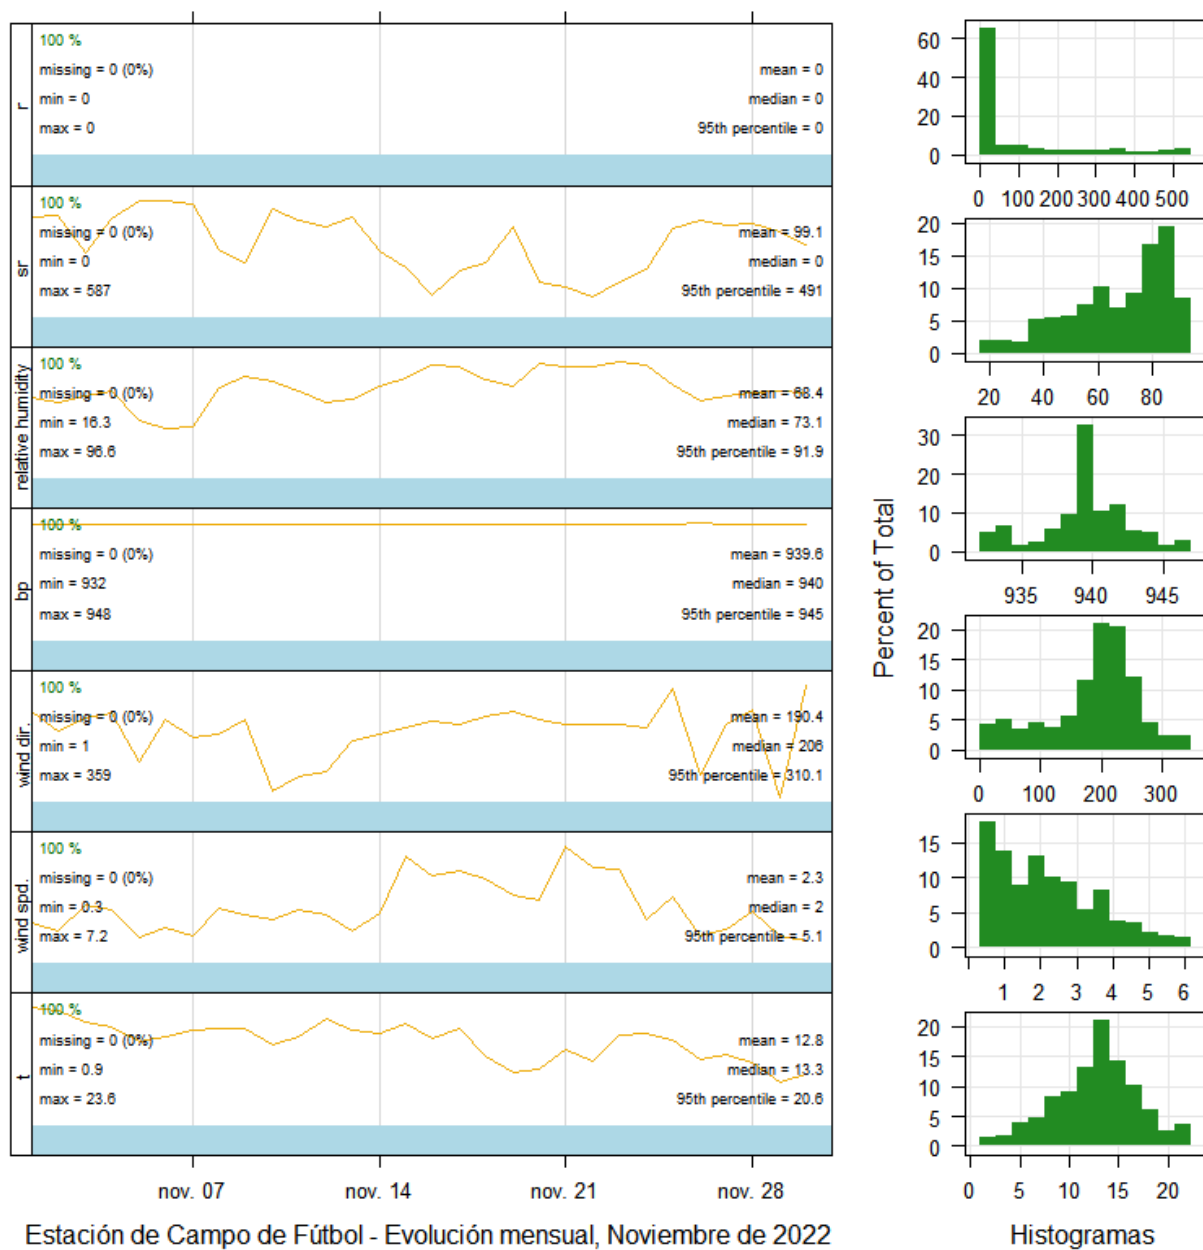 r
100 %
missing = 0 (0%)
min = 0
max = 0
mean = 0
median = 0
95th percentile = 0
sr
100 %
missing = 0 (0%)
min = 0
max = 587
mean = 99.1
median = 0
95th percentile = 491
relative humidity
100 %
missing = 0 (0%)
min = 16.3
max = 96.6
mean = 68.4
median = 73.1
95th percentile = 91.9
bp
100 %
missing = 0 (0%)
min = 932
max = 948
mean = 939.6
median = 940
95th percentile = 945
wind dir.
100 %
missing = 0 (0%)
min = 1
max = 359
mean = 190.4
median = 206
95th percentile = 310.1
wind spd.
100 %
missing = 0 (0%)
min = 0.3
max = 7.2
mean = 2.3
median = 2
95th percentile = 5.1
t
100 %
missing = 0 (0%)
min = 0.9
max = 23.6
mean = 12.8
median = 13.3
95th percentile = 20.6
nov. 07 nov. 14 nov. 21 nov. 28
Estación de Campo de Fútbol - Evolución mensual, Noviembre de 2022
Percent of Total
60
40
20
0
0 100 200 300 400 500
20
15
10
5
0
20 40 60 80
30
20
10
0
935 940 945
20
15
10
5
0
0 100 200 300
15
10
5
0
1 2 3 4 5 6
20
15
10
5
0
0 5 10 15 20
Histogramas